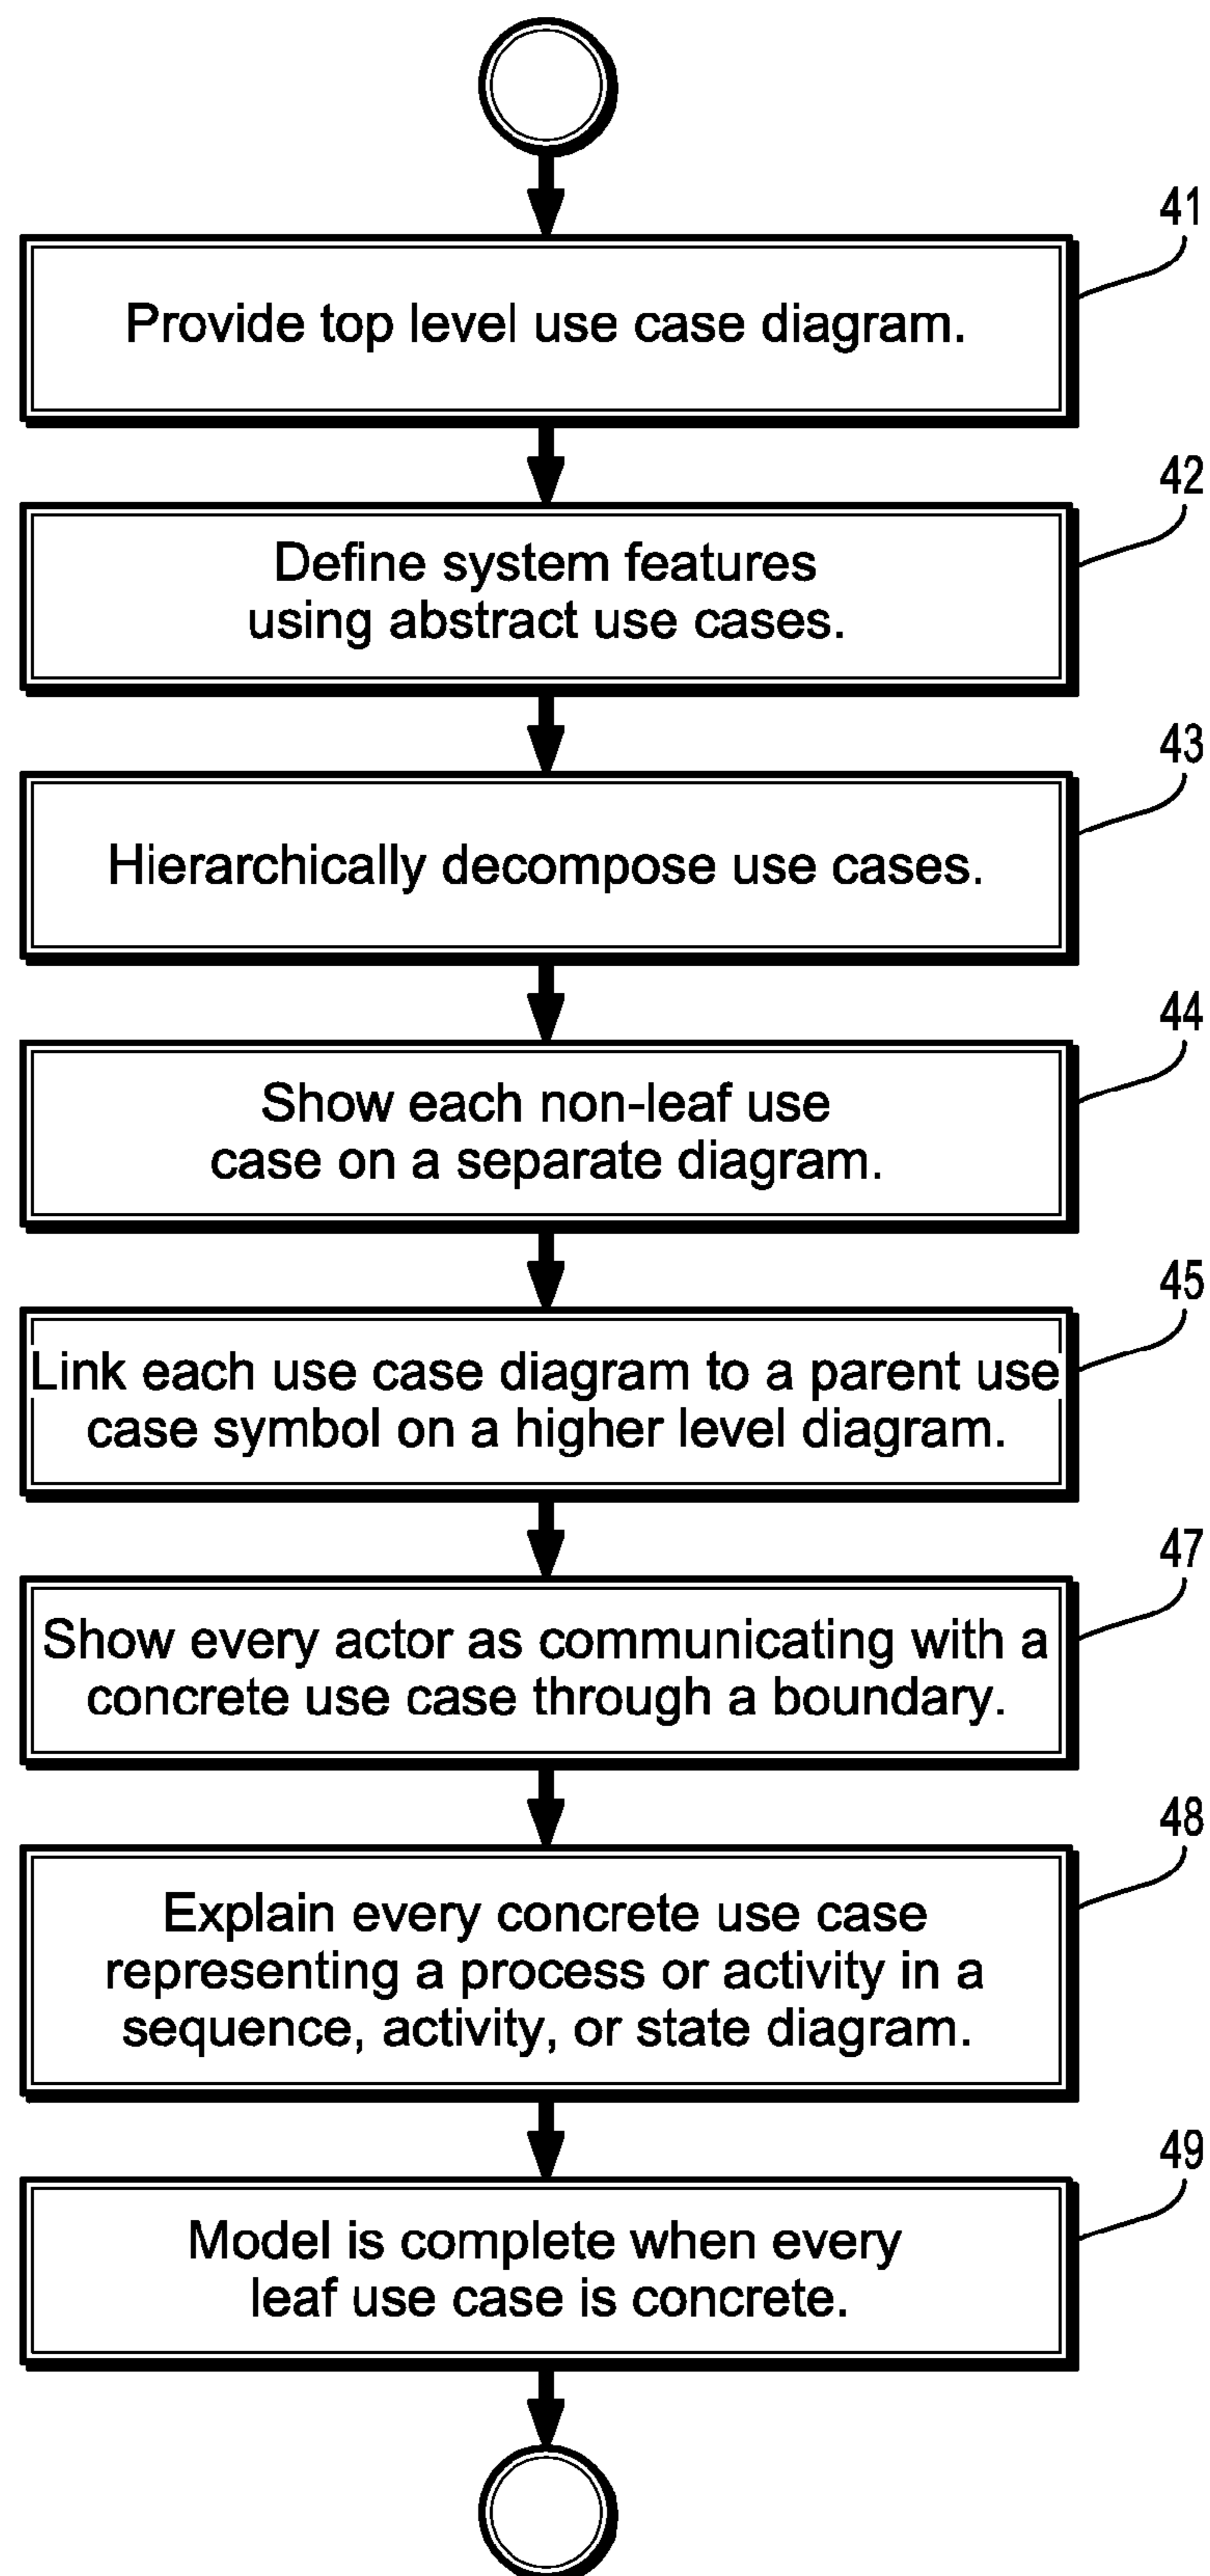 41
Provide top level use case diagram.
42
Define system features
using abstract use cases.
43
Hierarchically decompose use cases.
44
Show each non-leaf use
case on a separate diagram.
45
Link each use case diagram to a parent use
case symbol on a higher level diagram.
47
Show every actor as communicating with a
concrete use case through a boundary.
48
Explain every concrete use case
representing a process or activity in a
sequence, activity, or state diagram.
49
Model is complete when every
leaf use case is concrete.